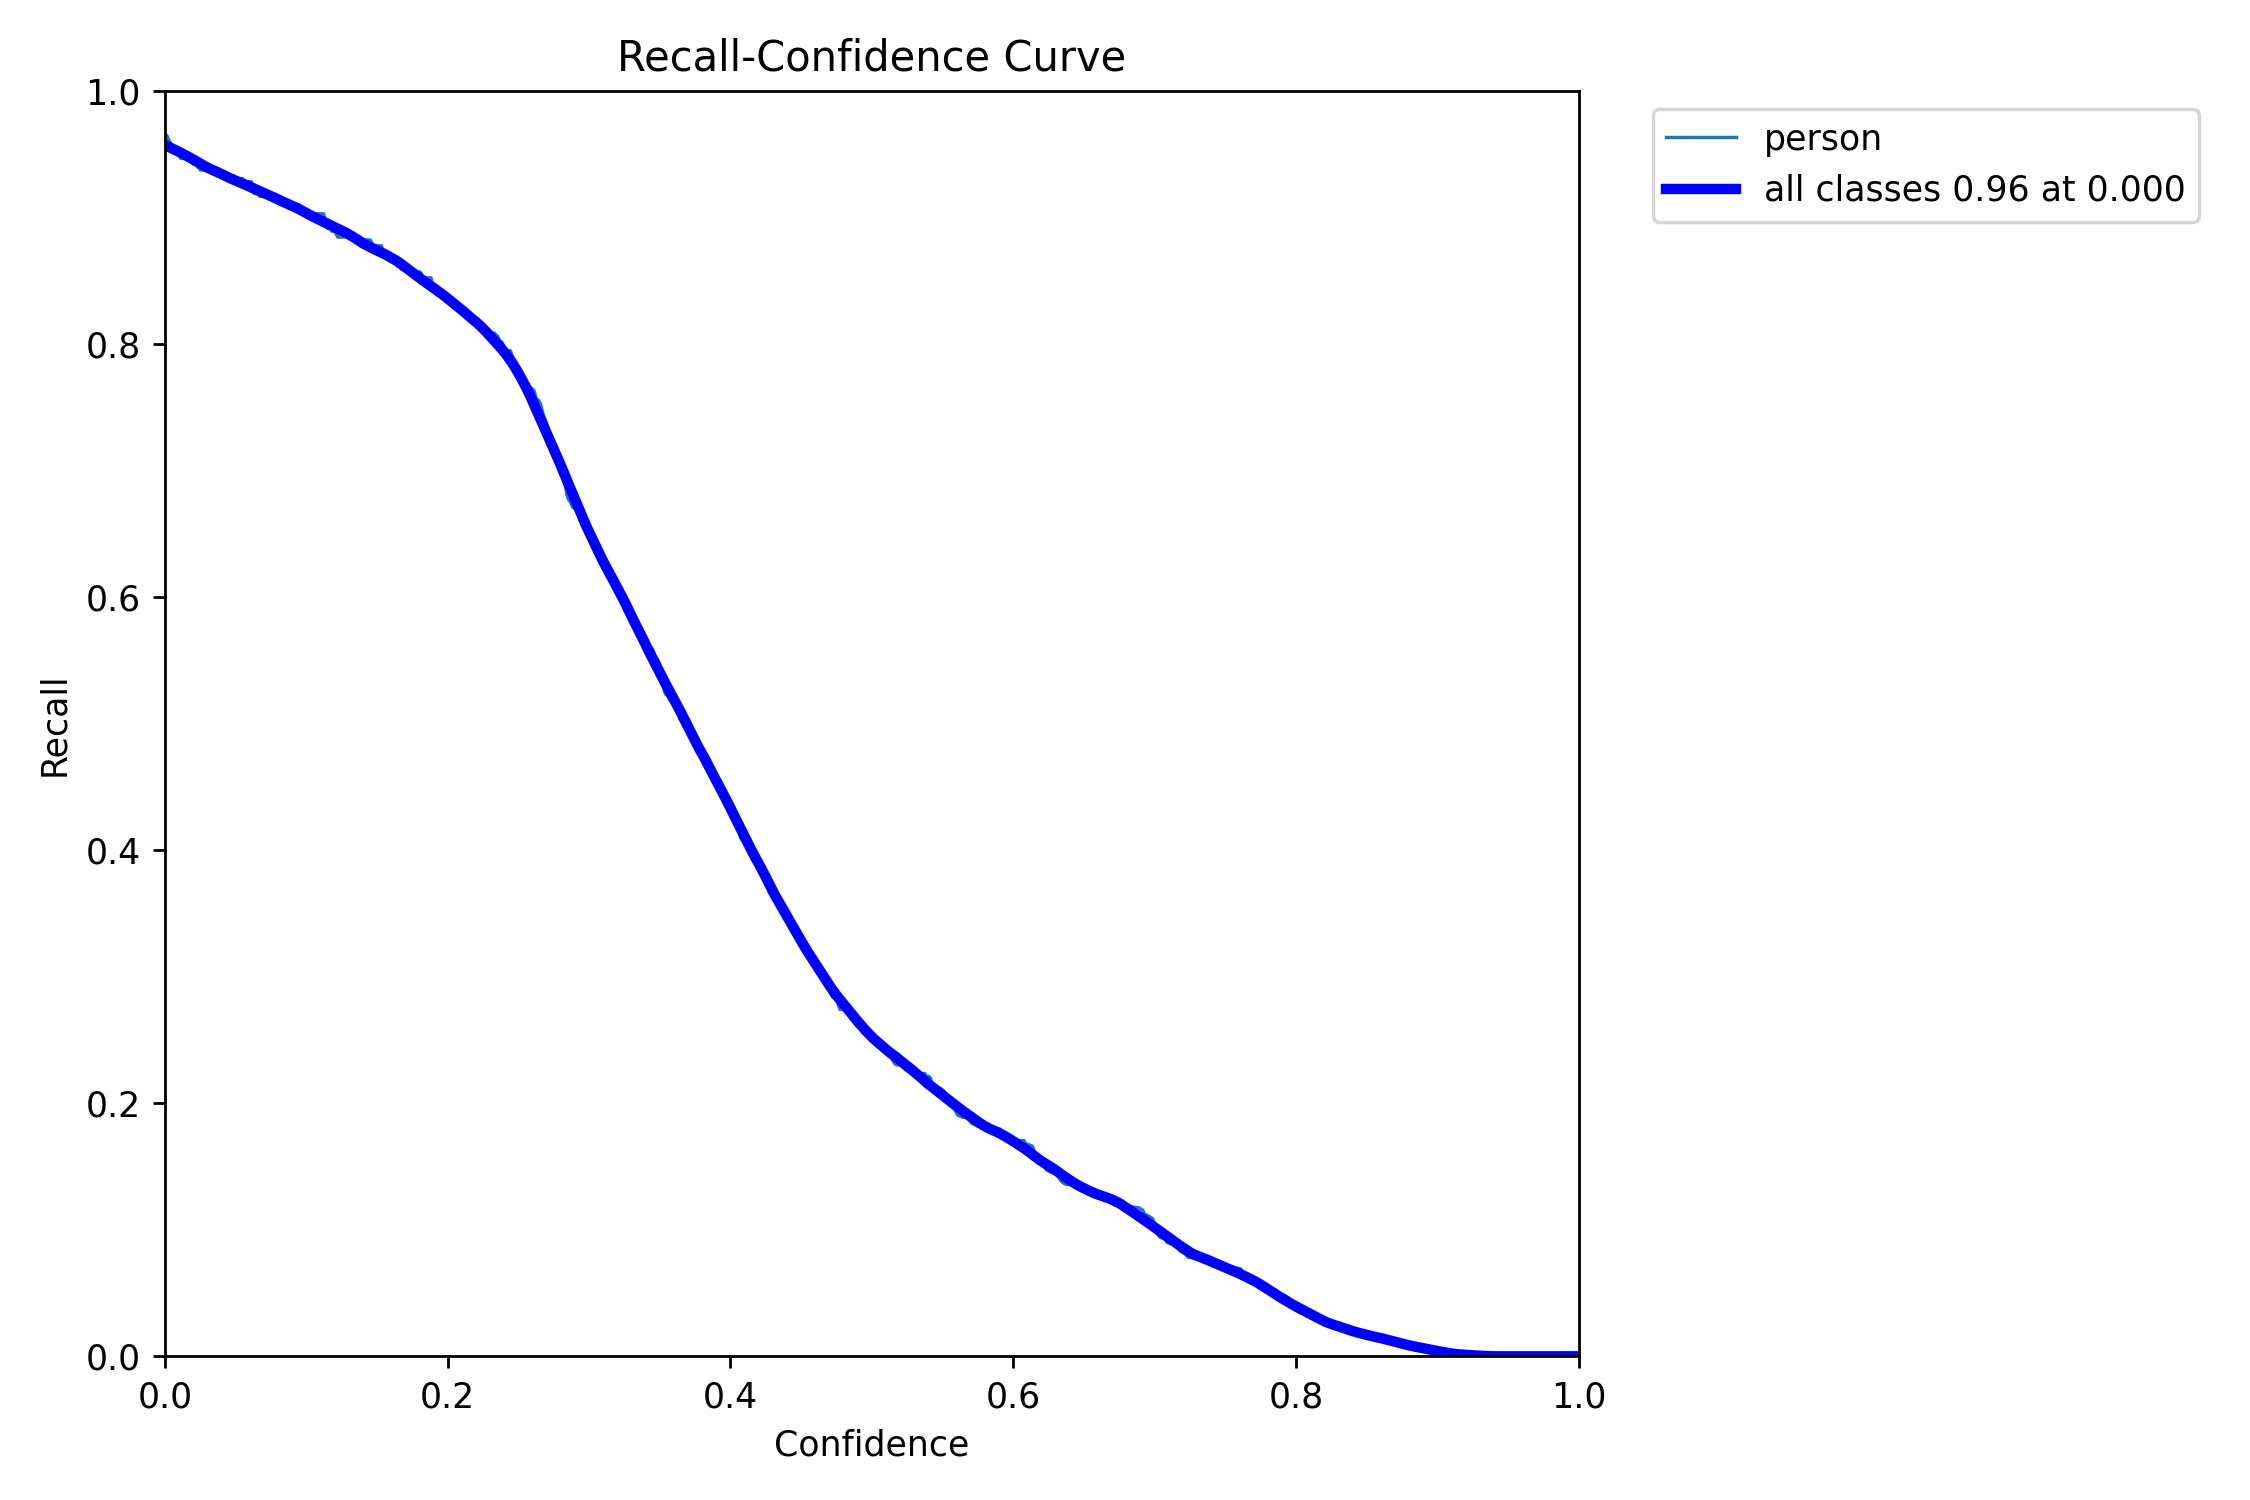 Recall-Confidence Curve
1.0
0.8
0.6
0.4
0.2
0.0
Recall
0.0 0.2 0.4 0.6 0.8 1.0
Confidence
person
all classes 0.96 at 0.000